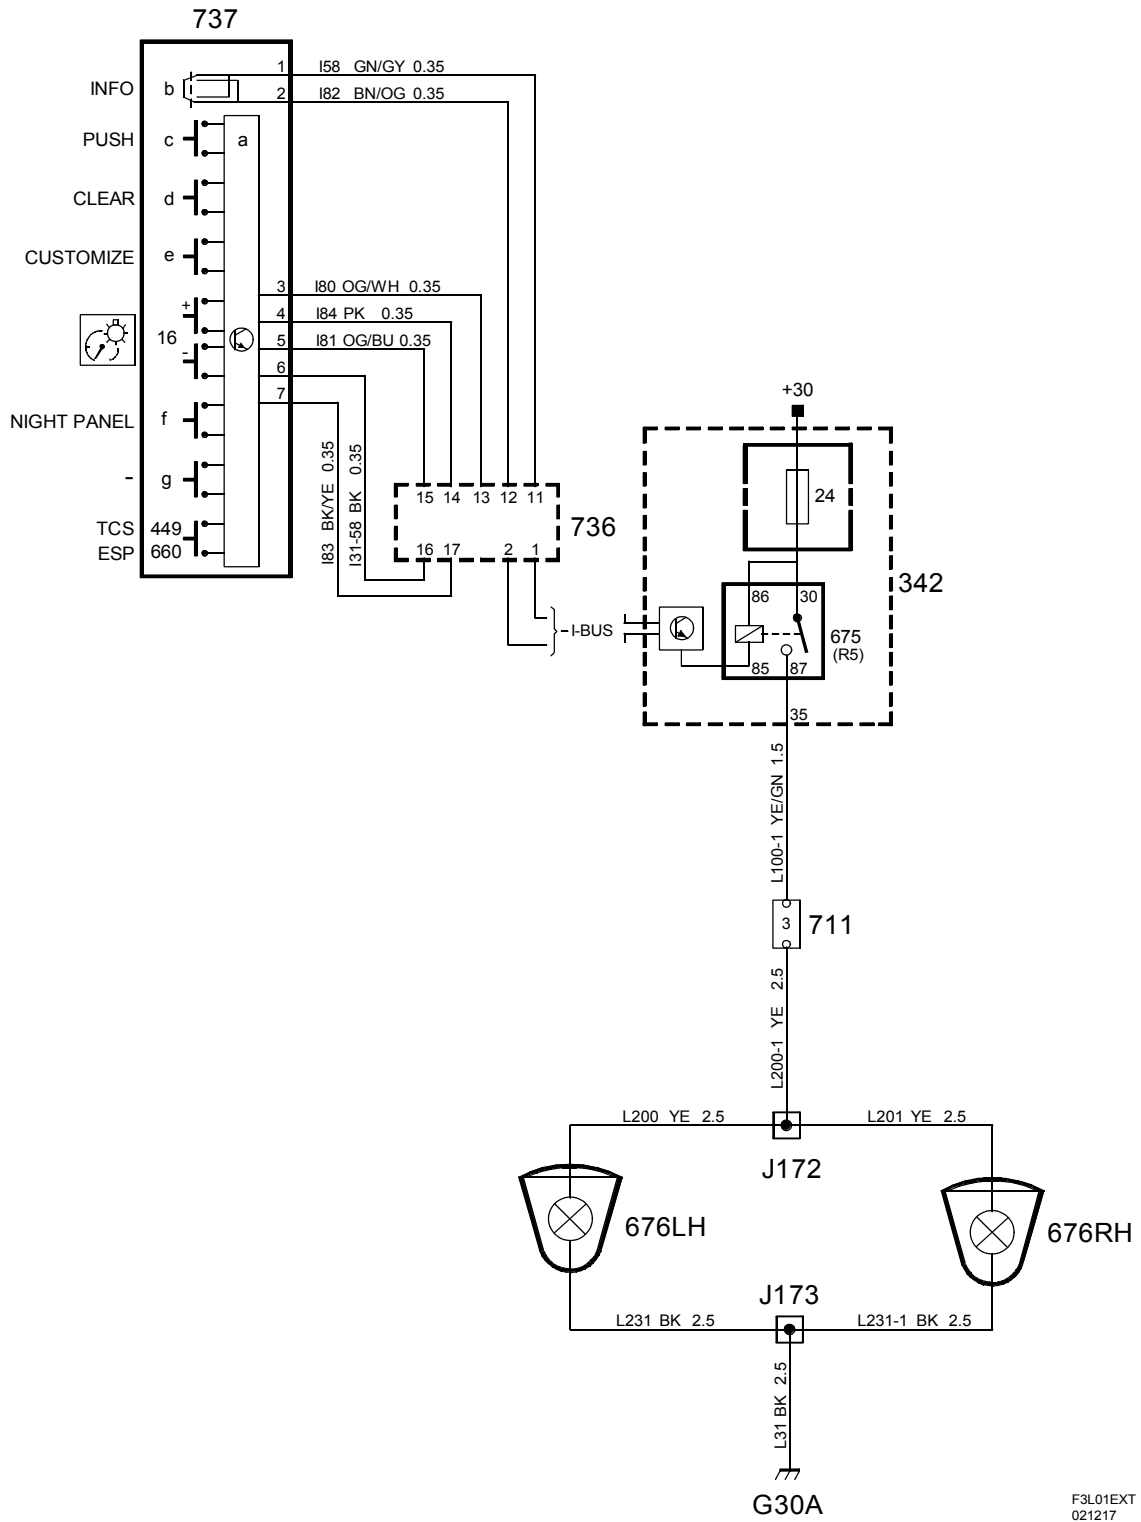 737
1 I58 GN/GY 0.35
INFO b
2 I82 BN/OG 0.35
PUSH c a
CLEAR d
CUSTOMIZE e
3 I80 OG/WH 0.35
+
4 I84 PK 0.35
16
5 I81 OG/BU 0.35
-
6
7
NIGHT PANEL f
- g
TCS 449
ESP 660
I83 BK/YE 0.35
I31-58 BK 0.35
15 14 13 12 11
736
16 17 2 1
I-BUS
+30
24
342
86 30
675
(R5)
85 87
35
L100-1 YE/GN 1.5
3 711
L200-1 YE 2.5
L200 YE 2.5
L201 YE 2.5
J172
676LH
676RH
J173
L231 BK 2.5
L231-1 BK 2.5
L31 BK 2.5
G30A
F3L01EXT
021217